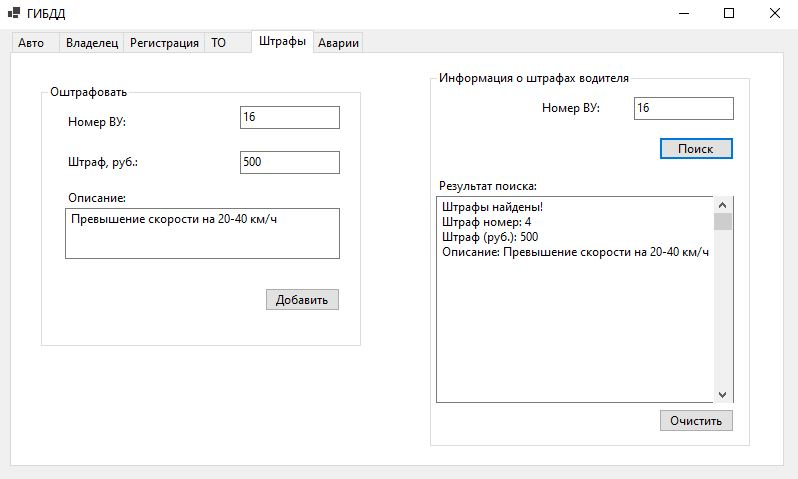 ГИБДД
Авто Владелец Регистрация ТО Штрафы Аварии
Оштрафовать
Номер ВУ: 16
Штраф, руб.: 500
Описание:
Превышение скорости на 20-40 км/ч
Добавить
Информация о штрафах водителя
Номер ВУ: 16
Поиск
Результат поиска:
Штрафы найдены!
Штраф номер: 4
Штраф (руб.): 500
Описание: Превышение скорости на 20-40 км/ч
Очистить